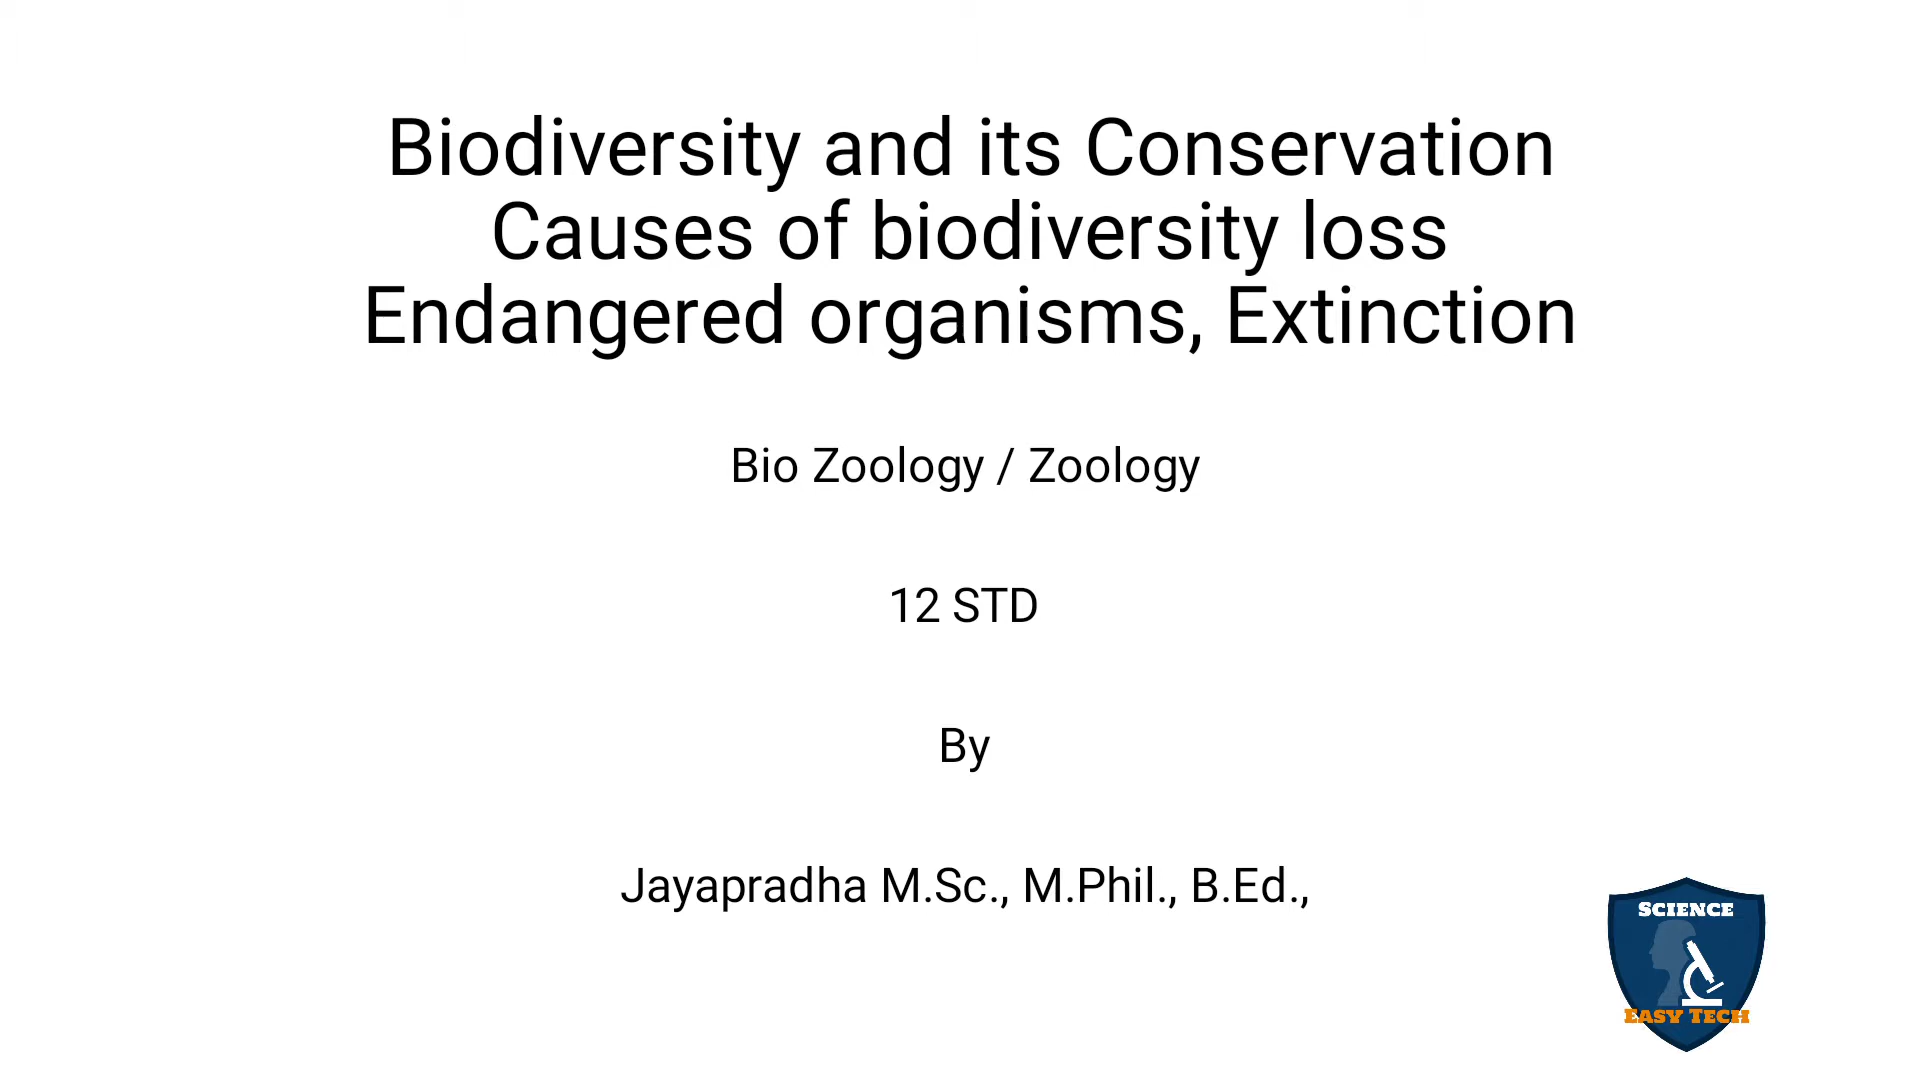 Biodiversity and its Conservation
Causes of biodiversity loss
Endangered organisms, Extinction
Bio Zoology / Zoology
12 STD
By
Jayapradha M.Sc., M.Phil., B.Ed.,
SCIENCE
EASY TECH